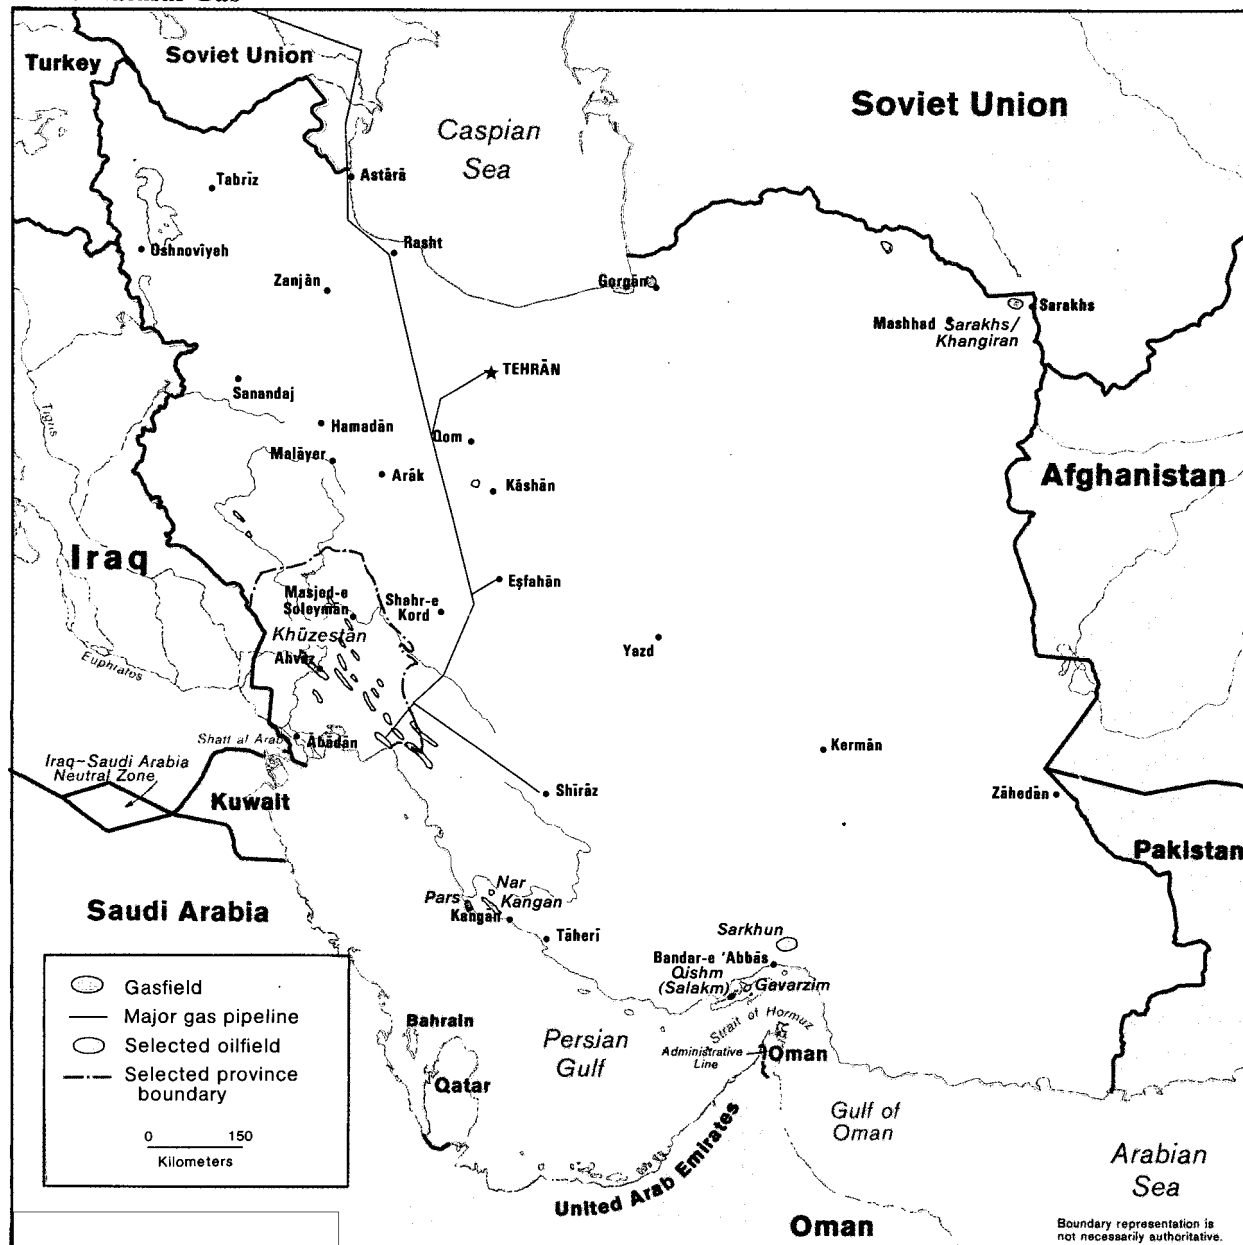 Turkey
Soviet Union
Soviet Union
Caspian
Sea
Tabrīz
Astārā
Oshnovīyeh
Rasht
Zanjān
Gorgān
Sarakhs
Mashhad
Sarakhs/
Khangiran
TEHRĀN
Sanandaj
Tigris
Hamadān
Qom
Malāyer
Arāk
Kāshān
Afghanistan
Iraq
Eşfahān
Masjed-e
Soleymān
Shahr-e
Kord
Khūzestān
Yazd
Ahvāz
Euphrates
Shatt al Arab
Ābādān
Kermān
Iraq–Saudi Arabia
Neutral Zone
Kuwait
Shīrāz
Zāhedān
Pakistan
Nar
Pars
Kangan
Kangān
Saudi Arabia
Tāherī
Sarkhun
Bandar-e 'Abbās
Qishm
(Salakm)
Gavarzim
Strait of Hormuz
Gasfield
Major gas pipeline
Selected oilfield
Selected province
boundary
0 150
Kilometers
Bahrain
Qatar
Persian
Gulf
Administrative
Line
Oman
Gulf of
Oman
United Arab Emirates
Arabian
Sea
Oman
Boundary representation is
not necessarily authoritative.